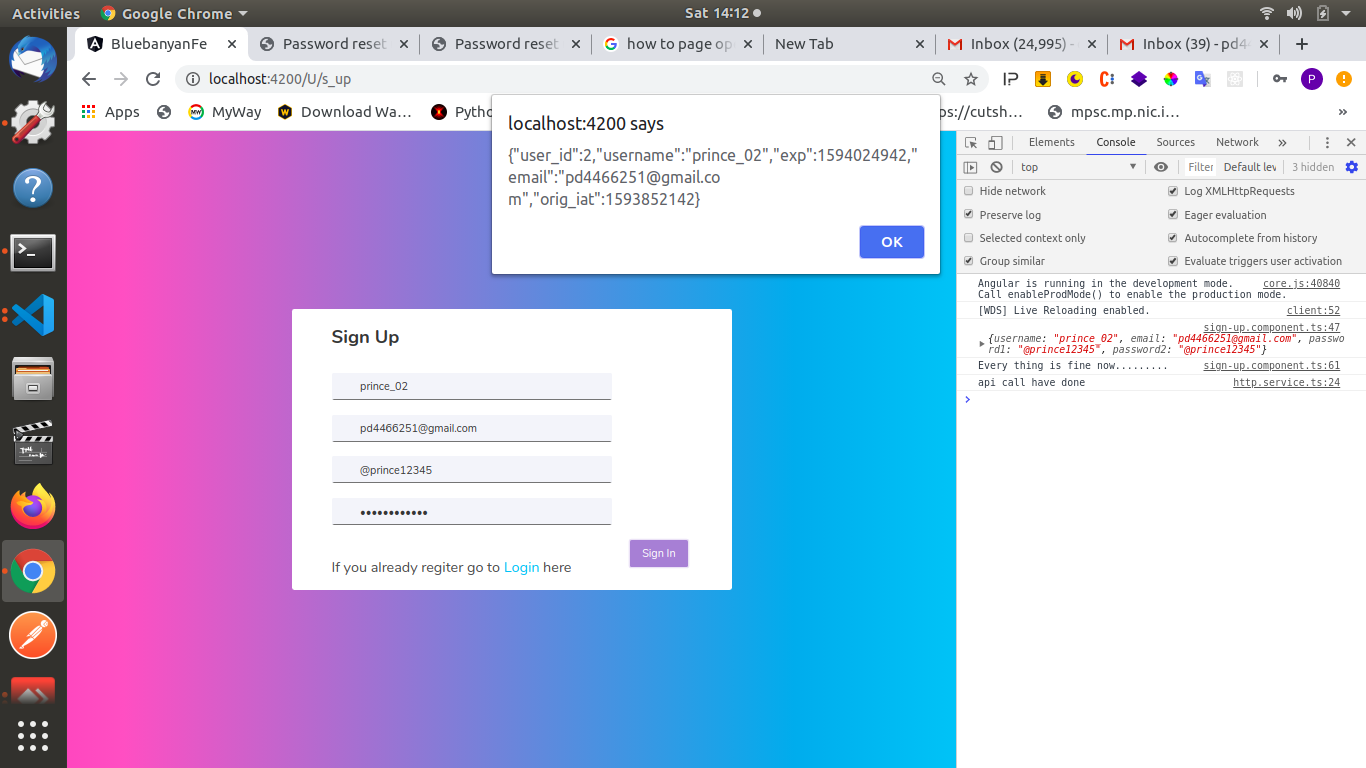 Activities
Google Chrome
Sat 14:12
BluebanyanFe
Password reset
Password reset
how to page op
New Tab
Inbox (24,995) -
Inbox (39) - pd4
localhost:4200/U/s_up
P
Apps
MyWay
Download Wa…
Pytho
ps://cutsh…
mpsc.mp.nic.i…
»
localhost:4200 says
{"user_id":2,"username":"prince_02","exp":1594024942,"
email":"pd4466251@gmail.co
m","orig_iat":1593852142}
OK
Sign Up
prince_02
pd4466251@gmail.com
@prince12345
••••••••••••
Sign In
If you already regiter go to Login here
Elements
Console
Sources
Network
»
top
Filter
Default lev
3 hidden
Hide network
Log XMLHttpRequests
Preserve log
Eager evaluation
Selected context only
Autocomplete from history
Group similar
Evaluate triggers user activation
Angular is running in the development mode. core.js:40840
Call enableProdMode() to enable the production mode.
[WDS] Live Reloading enabled. client:52
sign-up.component.ts:47
{username: "prince_02", email: "pd4466251@gmail.com", passwo
rd1: "@prince12345", password2: "@prince12345"}
Every thing is fine now......... sign-up.component.ts:61
api call have done http.service.ts:24